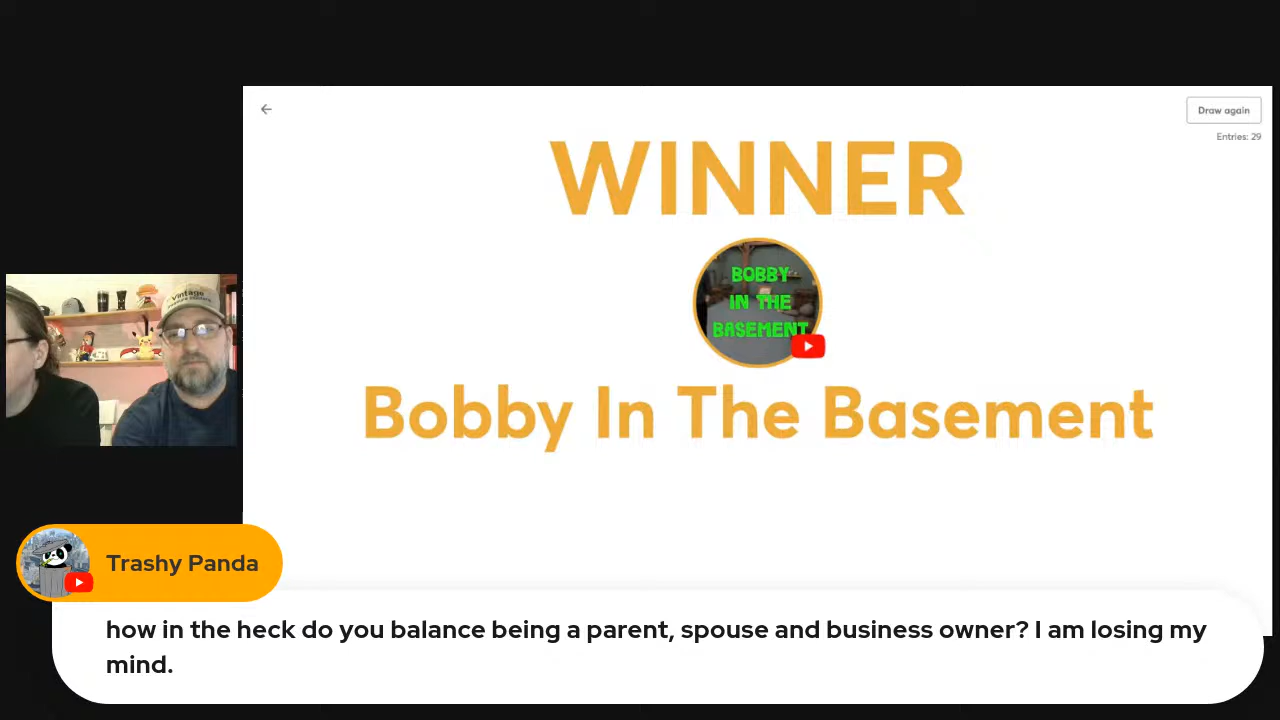 Draw again
Entries: 29
WINNER
BOBBY
IN THE
BASEMENT
Bobby In The Basement
Vintage
Trashy Panda
how in the heck do you balance being a parent, spouse and business owner? I am losing my
mind.